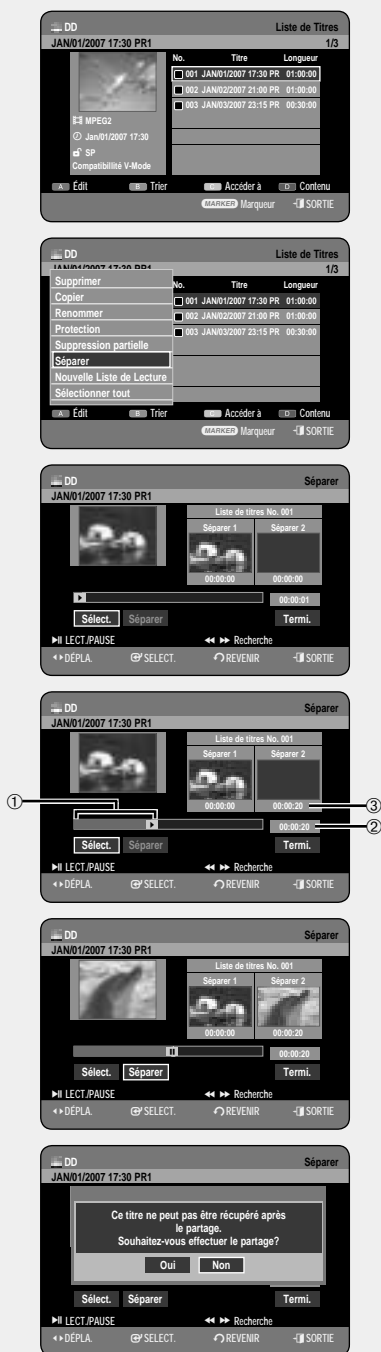 DD Liste de Titres
JAN/01/2007 17:30 PR1 1/3
No. Titre Longueur
001 JAN/01/2007 17:30 PR 01:00:00
002 JAN/02/2007 21:00 PR 01:00:00
003 JAN/03/2007 23:15 PR 00:30:00
MPEG2
Jan/01/2007 17:30
SP
Compatibillité V-Mode
A Édit B Trier C Accéder à D Contenu
MARKER Marqueur SORTIE
DD Liste de Titres
JAN/01/2007 17:30 PR1 1/3
No. Titre Longueur
001 JAN/01/2007 17:30 PR 01:00:00
002 JAN/02/2007 21:00 PR 01:00:00
003 JAN/03/2007 23:15 PR 00:30:00
Supprimer
Copier
Renommer
Protection
Suppression partielle
Séparer
Nouvelle Liste de Lecture
Sélectionner tout
A Édit B Trier C Accéder à D Contenu
MARKER Marqueur SORTIE
DD Séparer
JAN/01/2007 17:30 PR1
Liste de titres No. 001
Séparer 1 Séparer 2
00:00:00 00:00:00
00:00:01
Sélect. Séparer Termi.
LECT./PAUSE Recherche
DÉPLA. SELECT. REVENIR SORTIE
DD Séparer
JAN/01/2007 17:30 PR1
Liste de titres No. 001
Séparer 1 Séparer 2
① 00:00:00 00:00:20 ③
00:00:20 ②
Sélect. Séparer Termi.
LECT./PAUSE Recherche
DÉPLA. SELECT. REVENIR SORTIE
DD Séparer
JAN/01/2007 17:30 PR1
Liste de titres No. 001
Séparer 1 Séparer 2
00:00:00 00:00:20
00:00:20
Sélect. Séparer Termi.
LECT./PAUSE Recherche
DÉPLA. SELECT. REVENIR SORTIE
DD Séparer
JAN/01/2007 17:30 PR1
Ce titre ne peut pas être récupéré après
le partage.
Souhaitez-vous effectuer le partage?
Oui Non
Sélect. Séparer Termi.
LECT./PAUSE Recherche
DÉPLA. SELECT. REVENIR SORTIE